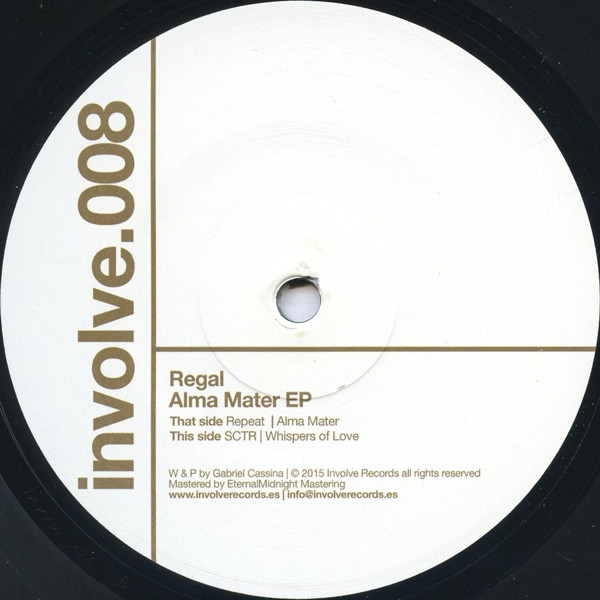 involve.008
Regal
Alma Mater EP
That side Repeat | Alma Mater
This side SCTR | Whispers of Love
W & P by Gabriel Cassina | © 2015 Involve Records all rights reserved
Mastered by EternalMidnight Mastering
www.involverecords.es | info@involverecords.es